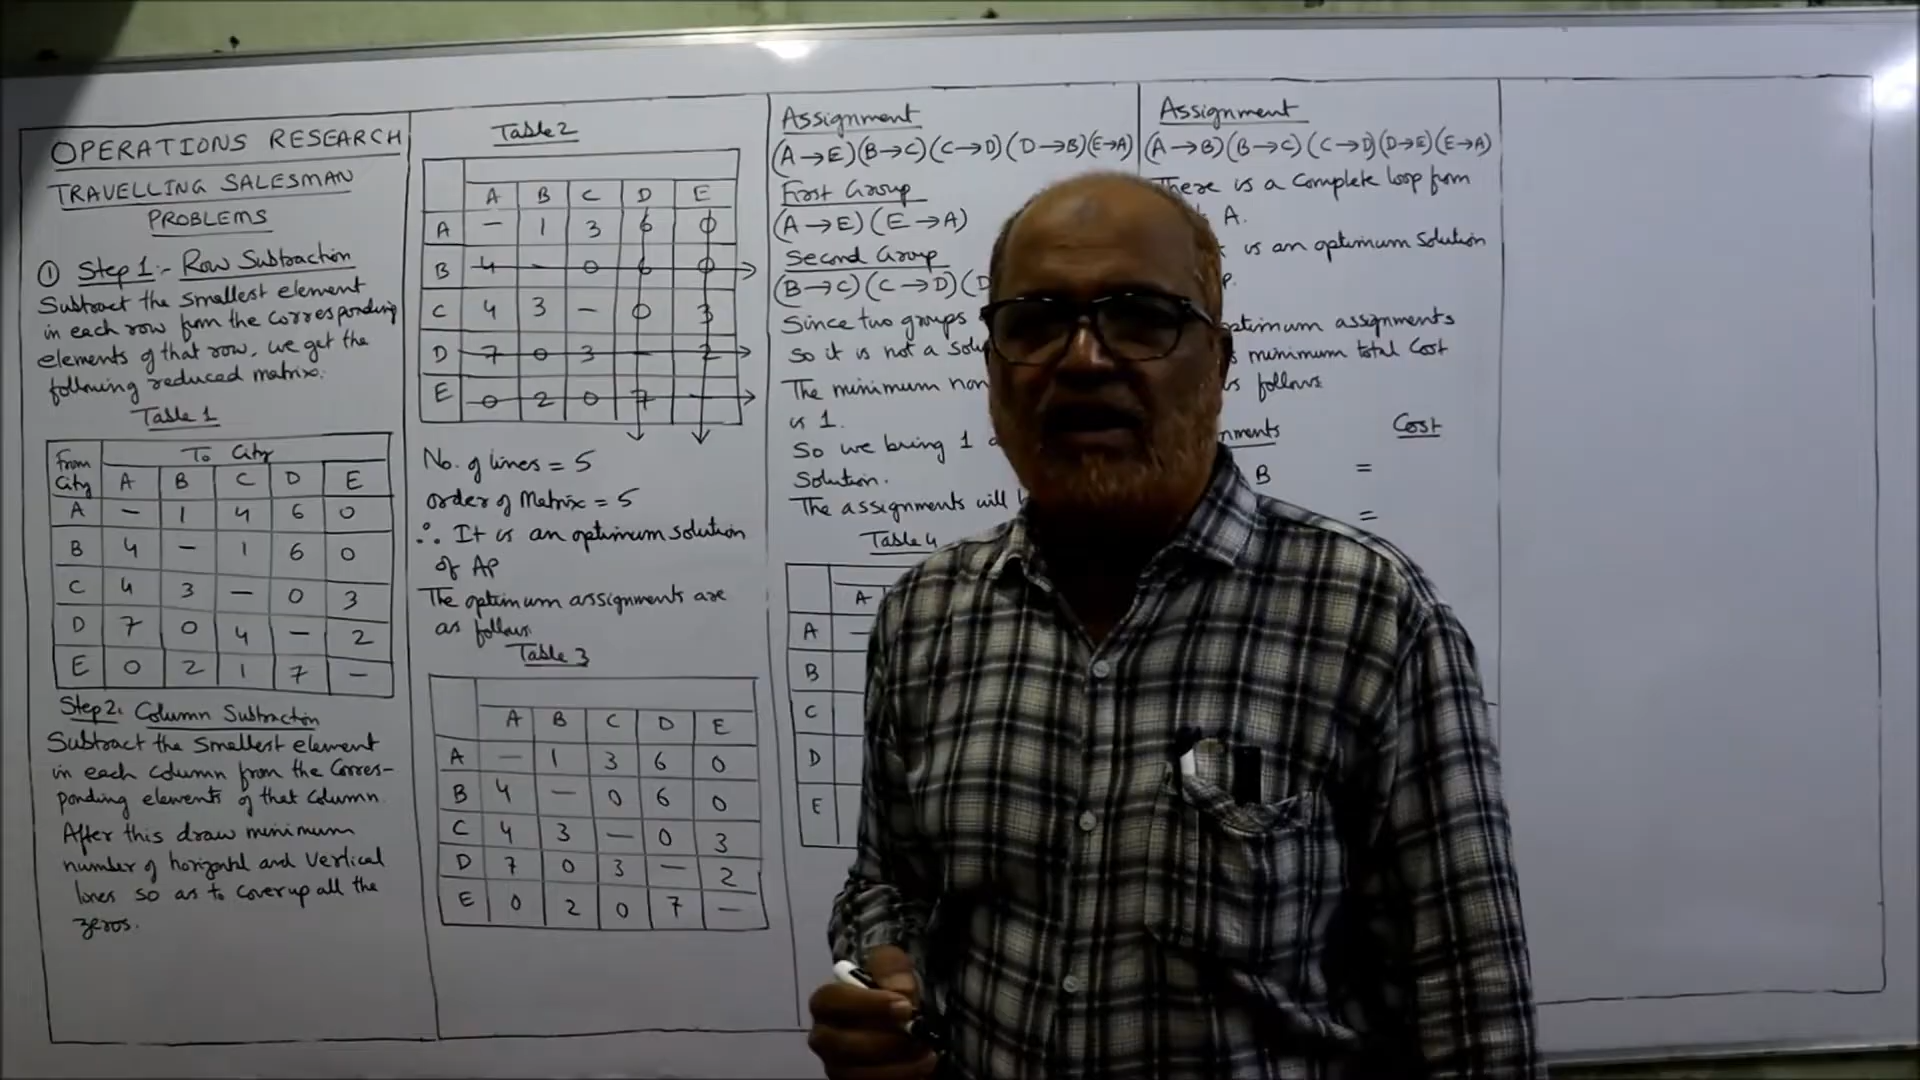 OPERATIONS RESEARCH
TRAVELLING SALESMAN
PROBLEMS
① Step 1:- Row Subtraction
Subtract the smallest element
in each row from the corresponding
elements of that row, we get the
following reduced matrix.
Table 1
From City To City
A B C D E
A — 1 4 6 0
B 4 — 1 6 0
C 4 3 — 0 3
D 7 0 4 — 2
E 0 2 1 7 —
Step 2: Column Subtraction
Subtract the smallest element
in each column from the Corres-
ponding elements of that Column.
After this draw minimum
number of horizontal and vertical
lines so as to cover up all the
zeros.
Table 2
A B C D E
A — 1 3 6 0
B 4 - 0 6 0
C 4 3 — 0 3
D 7 0 3 — 2
E 0 2 0 7 —
No. of lines = 5
order of Matrix = 5
∴ It is an optimum solution
of AP
The optimum assignments are
as follows.
Table 3
A B C D E
A — 1 3 6 0
B 4 — 0 6 0
C 4 3 — 0 3
D 7 0 3 — 2
E 0 2 0 7 —
Assignment
(A→E)(B→C)(C→D)(D→B)(E→A)
First Group
(A→E)(E→A)
Second Group
(B→C)(C→D)(D
Since two groups
so it is not a
The minimum non
is 1.
So we bring 1
Solution.
The assignments will
Table 4
A
A —
B
C
D
E
Assignment
(A→B)(B→C)(C→D)(D→E)(E→A)
There is a Complete loop from
A.
is an optimum solution
P.
optimum assignments
minimum total Cost
as follows
nments Cost
B =
=